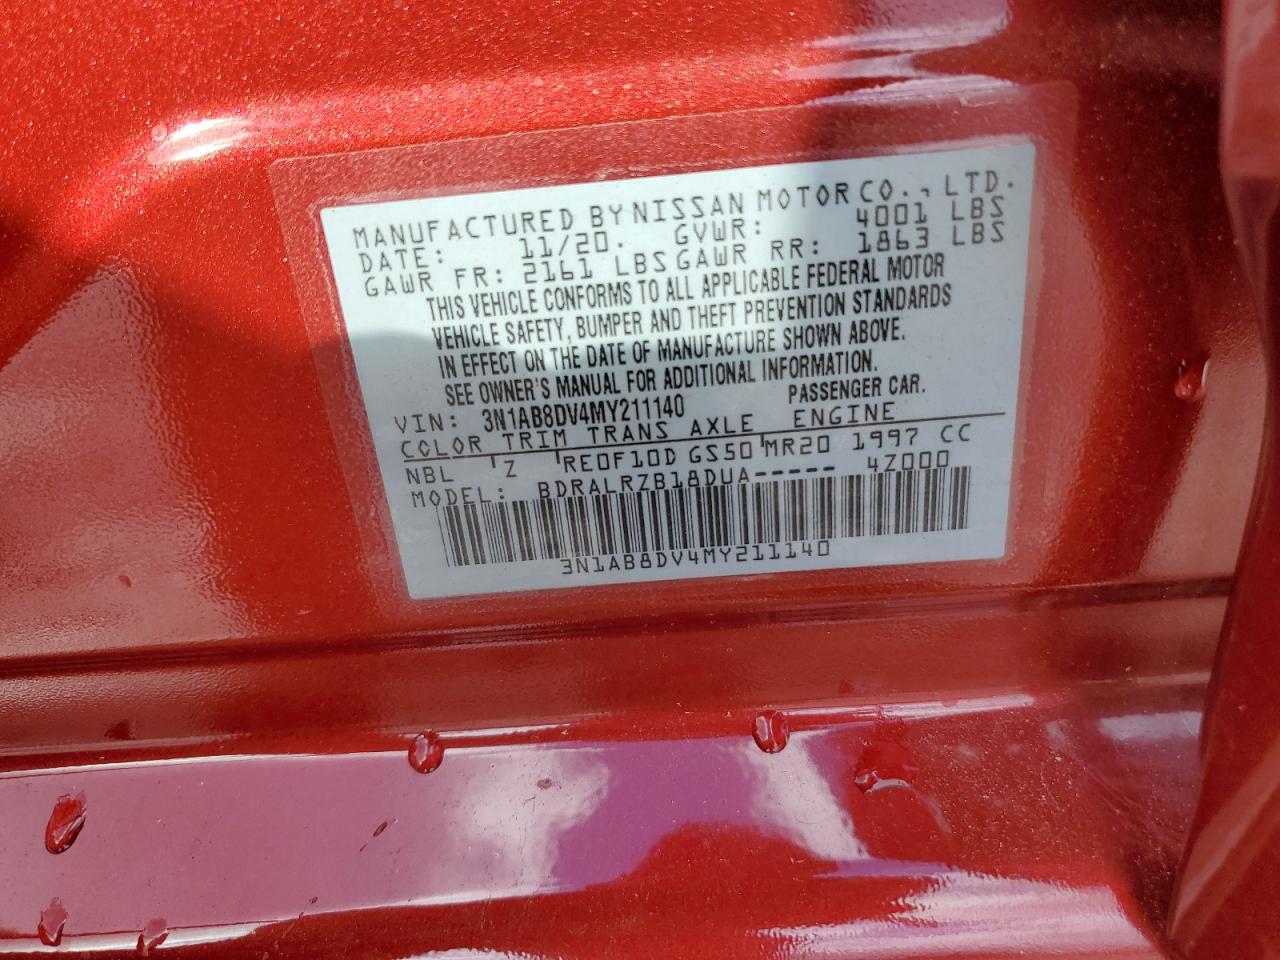 MANUFACTURED BY NISSAN MOTOR CO., LTD.
DATE: 11/20. GVWR: 4001 LBS
GAWR FR: 2161 LBS GAWR RR: 1863 LBS
THIS VEHICLE CONFORMS TO ALL APPLICABLE FEDERAL MOTOR
VEHICLE SAFETY, BUMPER AND THEFT PREVENTION STANDARDS
IN EFFECT ON THE DATE OF MANUFACTURE SHOWN ABOVE.
SEE OWNER'S MANUAL FOR ADDITIONAL INFORMATION.
VIN: 3N1AB8DV4MY211140 PASSENGER CAR.
COLOR TRIM TRANS AXLE ENGINE
NBL Z RE0F10D GS50 MR20 1997 CC
MODEL: BDRALRZB18DUA----- 4Z000
3N1AB8DV4MY211140